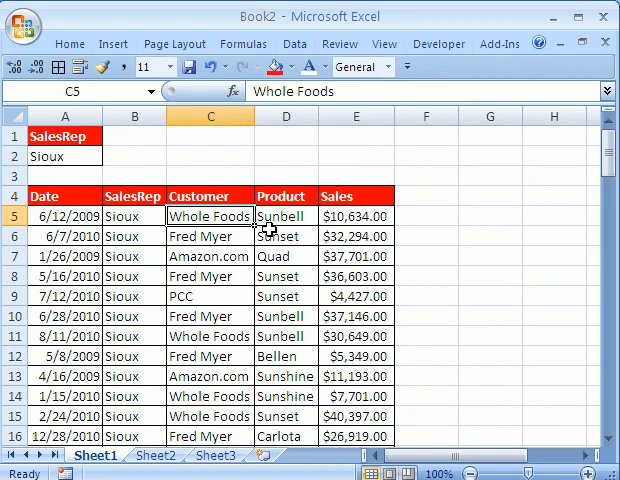 Book2 - Microsoft Excel
Home Insert Page Layout Formulas Data Review View Developer Add-Ins
11 General
C5 fx Whole Foods
A B C D E F G H
1 SalesRep
2 Sioux
3
4 Date SalesRep Customer Product Sales
5 6/12/2009 Sioux Whole Foods Sunbell $10,634.00
6 6/7/2010 Sioux Fred Myer Sunset $32,294.00
7 1/26/2009 Sioux Amazon.com Quad $37,701.00
8 5/16/2010 Sioux Fred Myer Sunset $36,603.00
9 7/12/2010 Sioux PCC Sunset $4,427.00
10 6/28/2010 Sioux Fred Myer Sunbell $37,146.00
11 8/11/2010 Sioux Whole Foods Sunbell $30,649.00
12 5/8/2009 Sioux Fred Myer Bellen $5,349.00
13 4/16/2009 Sioux Amazon.com Sunshine $11,193.00
14 1/15/2010 Sioux Whole Foods Sunshine $7,701.00
15 2/24/2010 Sioux Whole Foods Sunset $40,397.00
16 12/28/2010 Sioux Fred Myer Carlota $26,919.00
Sheet1 Sheet2 Sheet3
Ready 100%